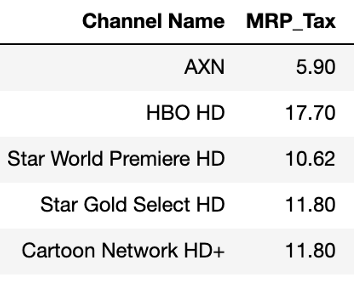 Channel Name MRP_Tax
AXN 5.90
HBO HD 17.70
Star World Premiere HD 10.62
Star Gold Select HD 11.80
Cartoon Network HD+ 11.80